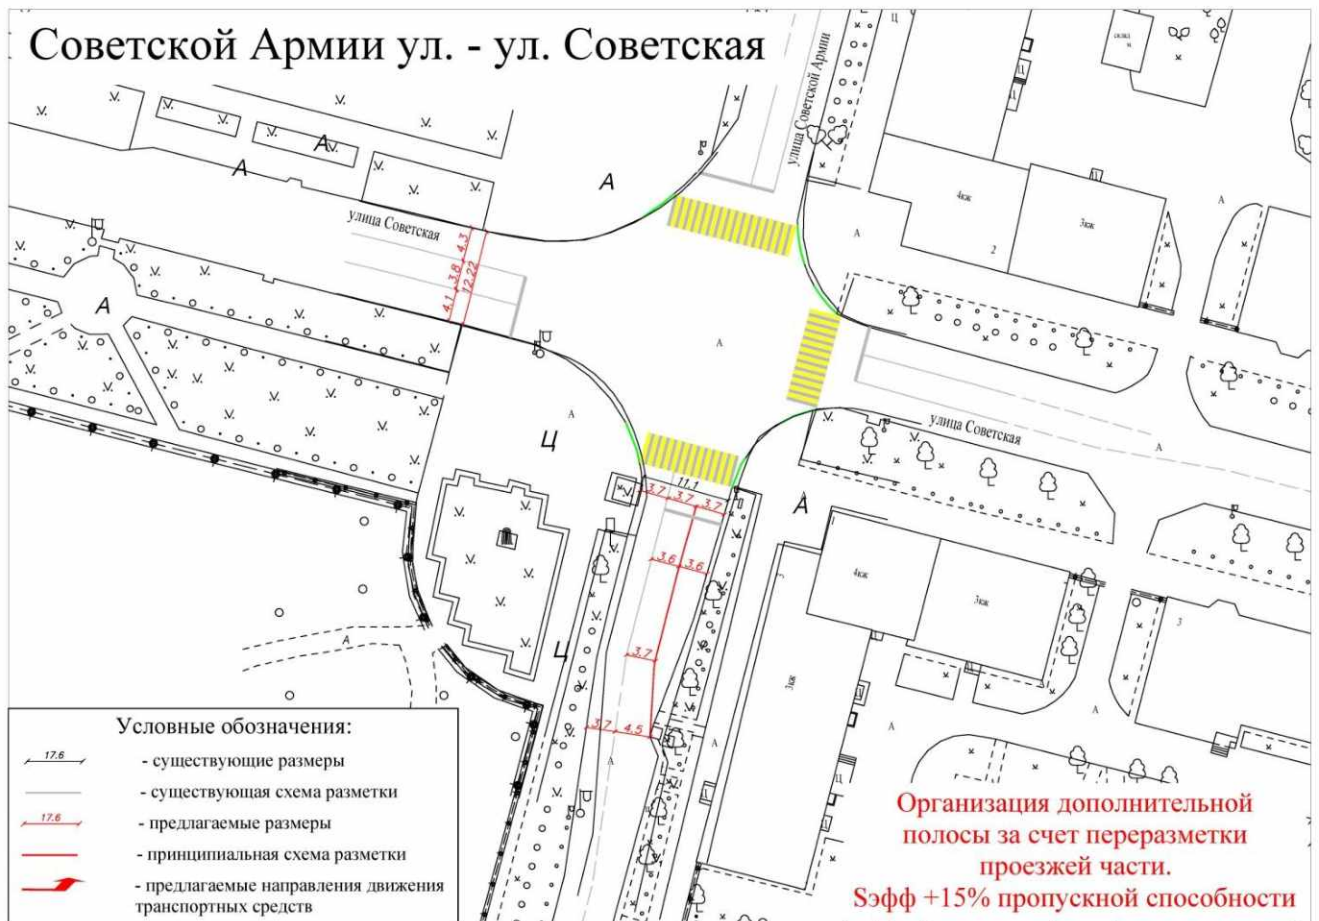 Советской Армии ул. - ул. Советская
улица Советской Армии
Ц
Ц
Ц
А
А
А
улица Советская
4.3
3.8
12.22
4.1
4кж
3кж
2
А
А
А
А
А
улица Советская
А
А
Ц
11.1
3.7 3.7 3.7
А
3.6 3.6
4кж
3кж
3
3кж
А
Ц
3.7
3.7 4.5
А
А
А
А
Ц
Ц
Ц
Условные обозначения:
17.6 - существующие размеры
- существующая схема разметки
17.6 - предлагаемые размеры
- принципиальная схема разметки
- предлагаемые направления движения
транспортных средств
Организация дополнительной
полосы за счет переразметки
проезжей части.
Sэфф +15% пропускной способности